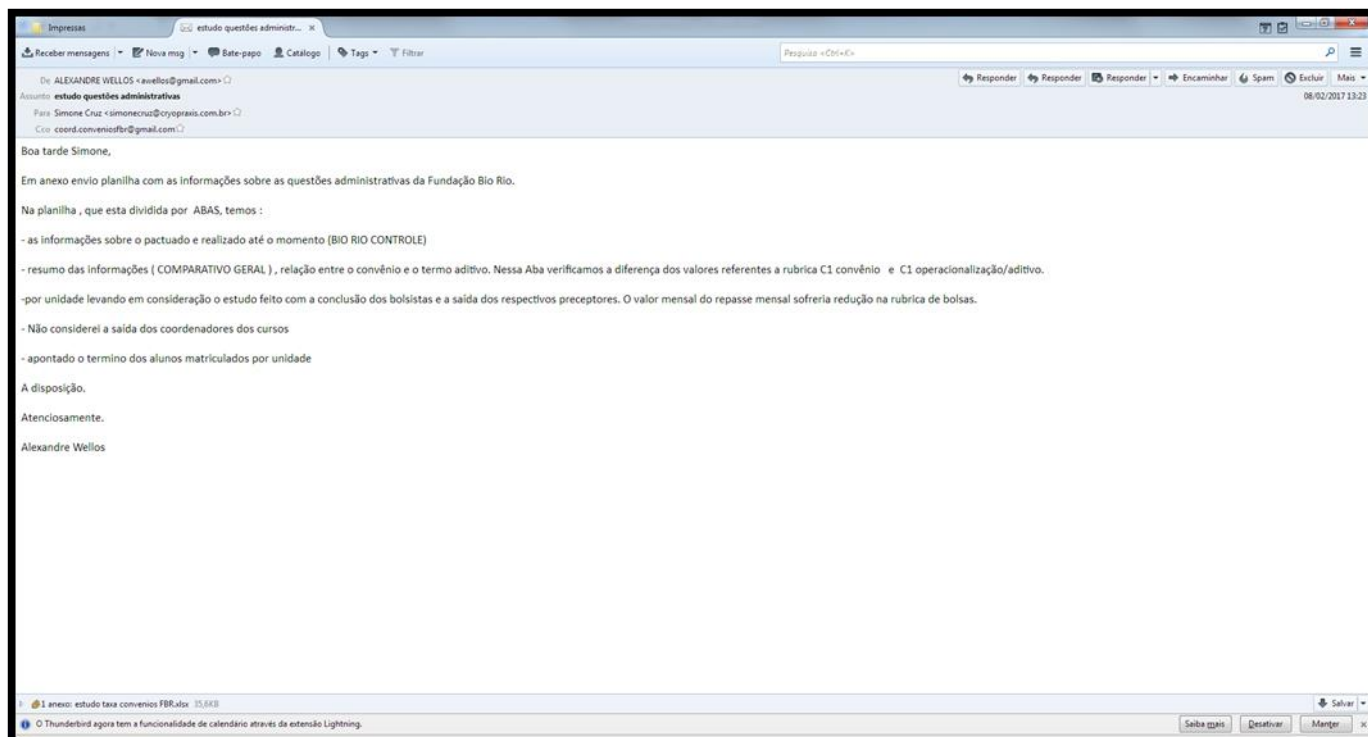 Impressas
estudo questões administr... ×
Receber mensagens Nova msg Bate-papo Catálogo Tags Filtrar
Pesquisa <Ctrl+K>
De ALEXANDRE WELLOS <awellos@gmail.com>
Responder Responder Responder Encaminhar Spam Excluir Mais
Assunto estudo questões administrativas
08/02/2017 13:23
Para Simone Cruz <simonecruz@cryopraxis.com.br>
Cco coord.conveniosfbr@gmail.com
Boa tarde Simone,
Em anexo envio planilha com as informações sobre as questões administrativas da Fundação Bio Rio.
Na planilha , que esta dividida por ABAS, temos :
- as informações sobre o pactuado e realizado até o momento (BIO RIO CONTROLE)
- resumo das informações ( COMPARATIVO GERAL ) , relação entre o convênio e o termo aditivo. Nessa Aba verificamos a diferença dos valores referentes a rubrica C1 convênio e C1 operacionalização/aditivo.
-por unidade levando em consideração o estudo feito com a conclusão dos bolsistas e a saída dos respectivos preceptores. O valor mensal do repasse mensal sofreria redução na rubrica de bolsas.
- Não considerei a saída dos coordenadores dos cursos
- apontado o termino dos alunos matriculados por unidade
A disposição.
Atenciosamente.
Alexandre Wellos
1 anexo: estudo taxa convenios FBR.xlsx 35,6KB
Salvar
O Thunderbird agora tem a funcionalidade de calendário através da extensão Lightning.
Saiba mais Desativar Manter ×